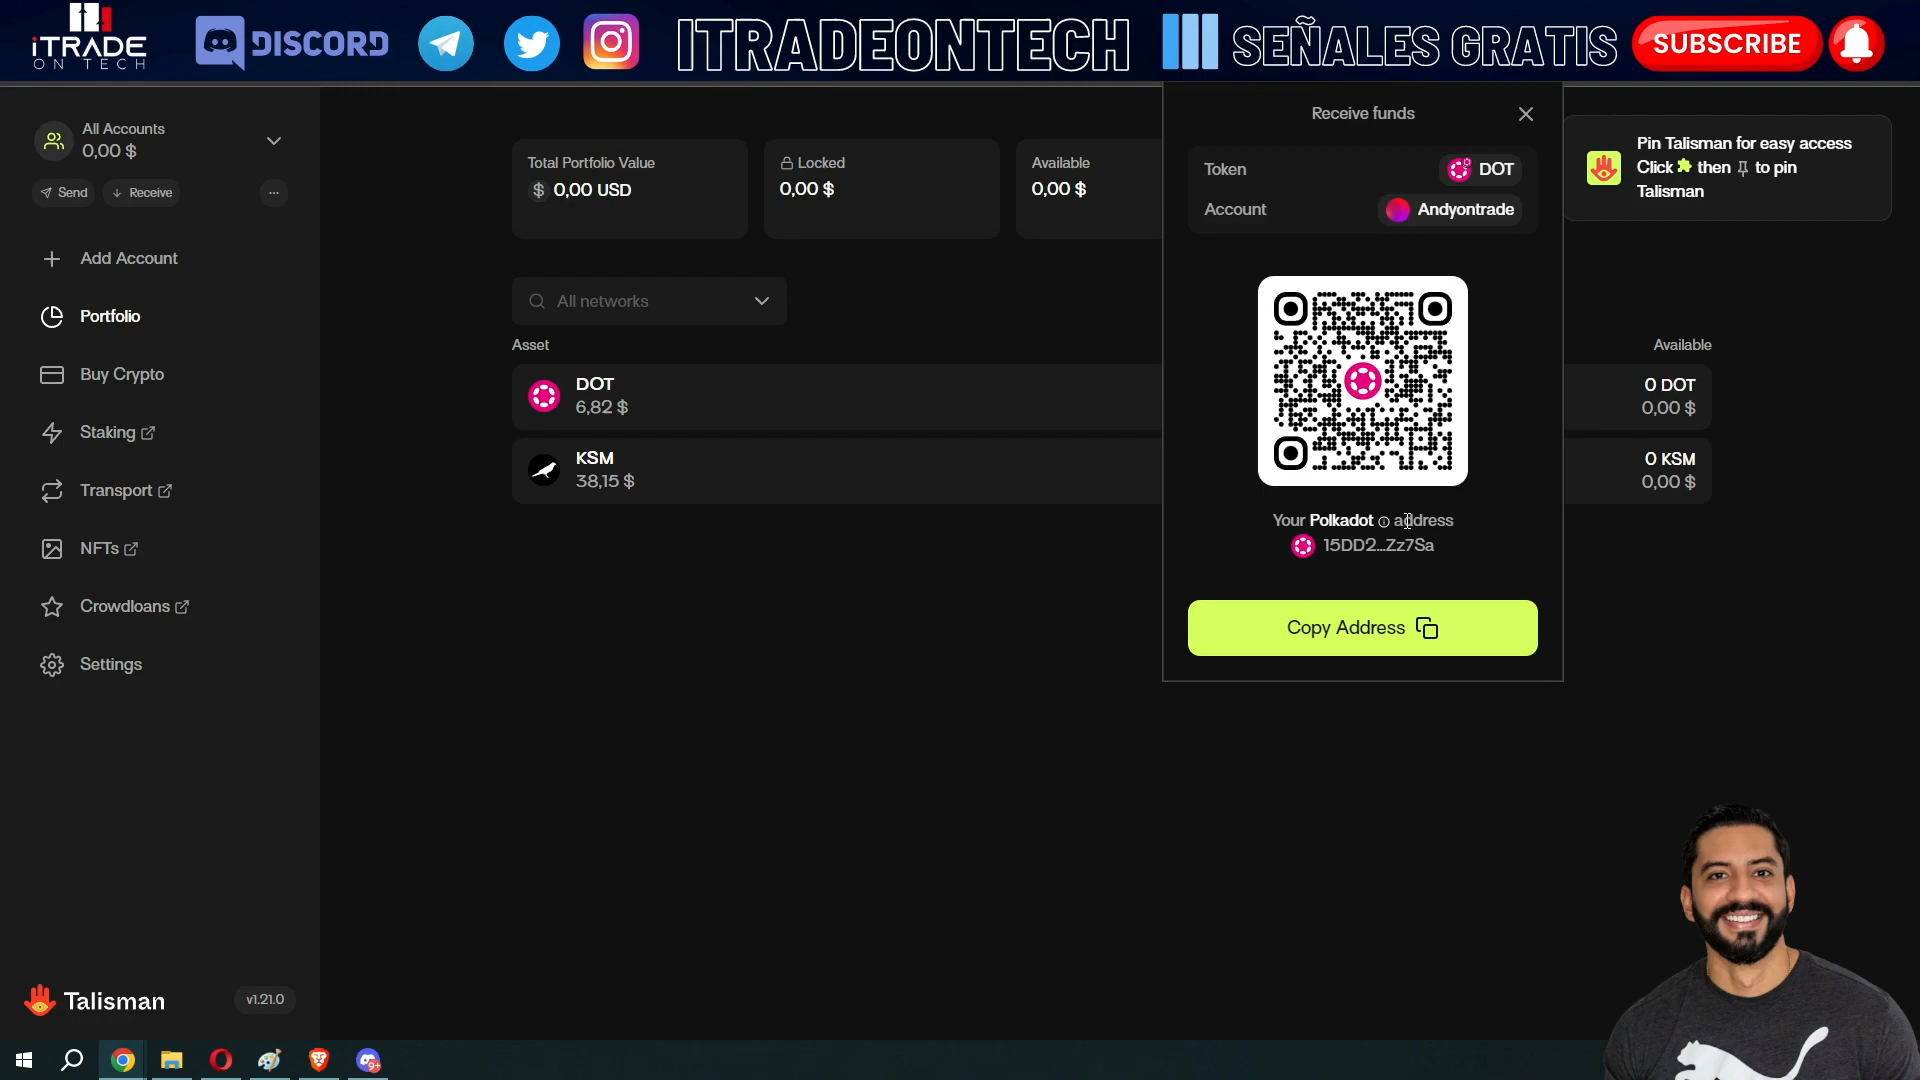 iTRADE
ON TECH
DISCORD
ITRADEONTECH
SEÑALES GRATIS
SUBSCRIBE
All Accounts
0,00 $
Send
Receive
Add Account
Portfolio
Buy Crypto
Staking
Transport
NFTs
Crowdloans
Settings
Talisman
v1.21.0
Total Portfolio Value
$ 0,00 USD
Locked
0,00 $
Available
0,00 $
All networks
Asset
Available
DOT
6,82 $
0 DOT
0,00 $
KSM
38,15 $
0 KSM
0,00 $
Receive funds
Token
DOT
Account
Andyontrade
Your Polkadot address
15DD2...Zz7Sa
Copy Address
Pin Talisman for easy access
Click then to pin
Talisman
9+